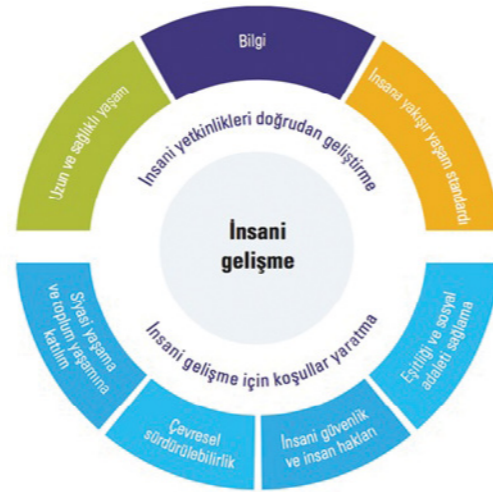 Bilgi
Uzun ve sağlıklı yaşam
İnsana yakışır yaşam standardı
İnsani yetkinlikleri doğrudan geliştirme
İnsani
gelişme
İnsani gelişme için koşullar yaratma
Siyasi yaşama
ve toplum yaşamına
katılım
Çevresel
sürdürülebilirlik
İnsani güvenlik
ve insan hakları
Eşitliği ve sosyal
adaleti sağlama